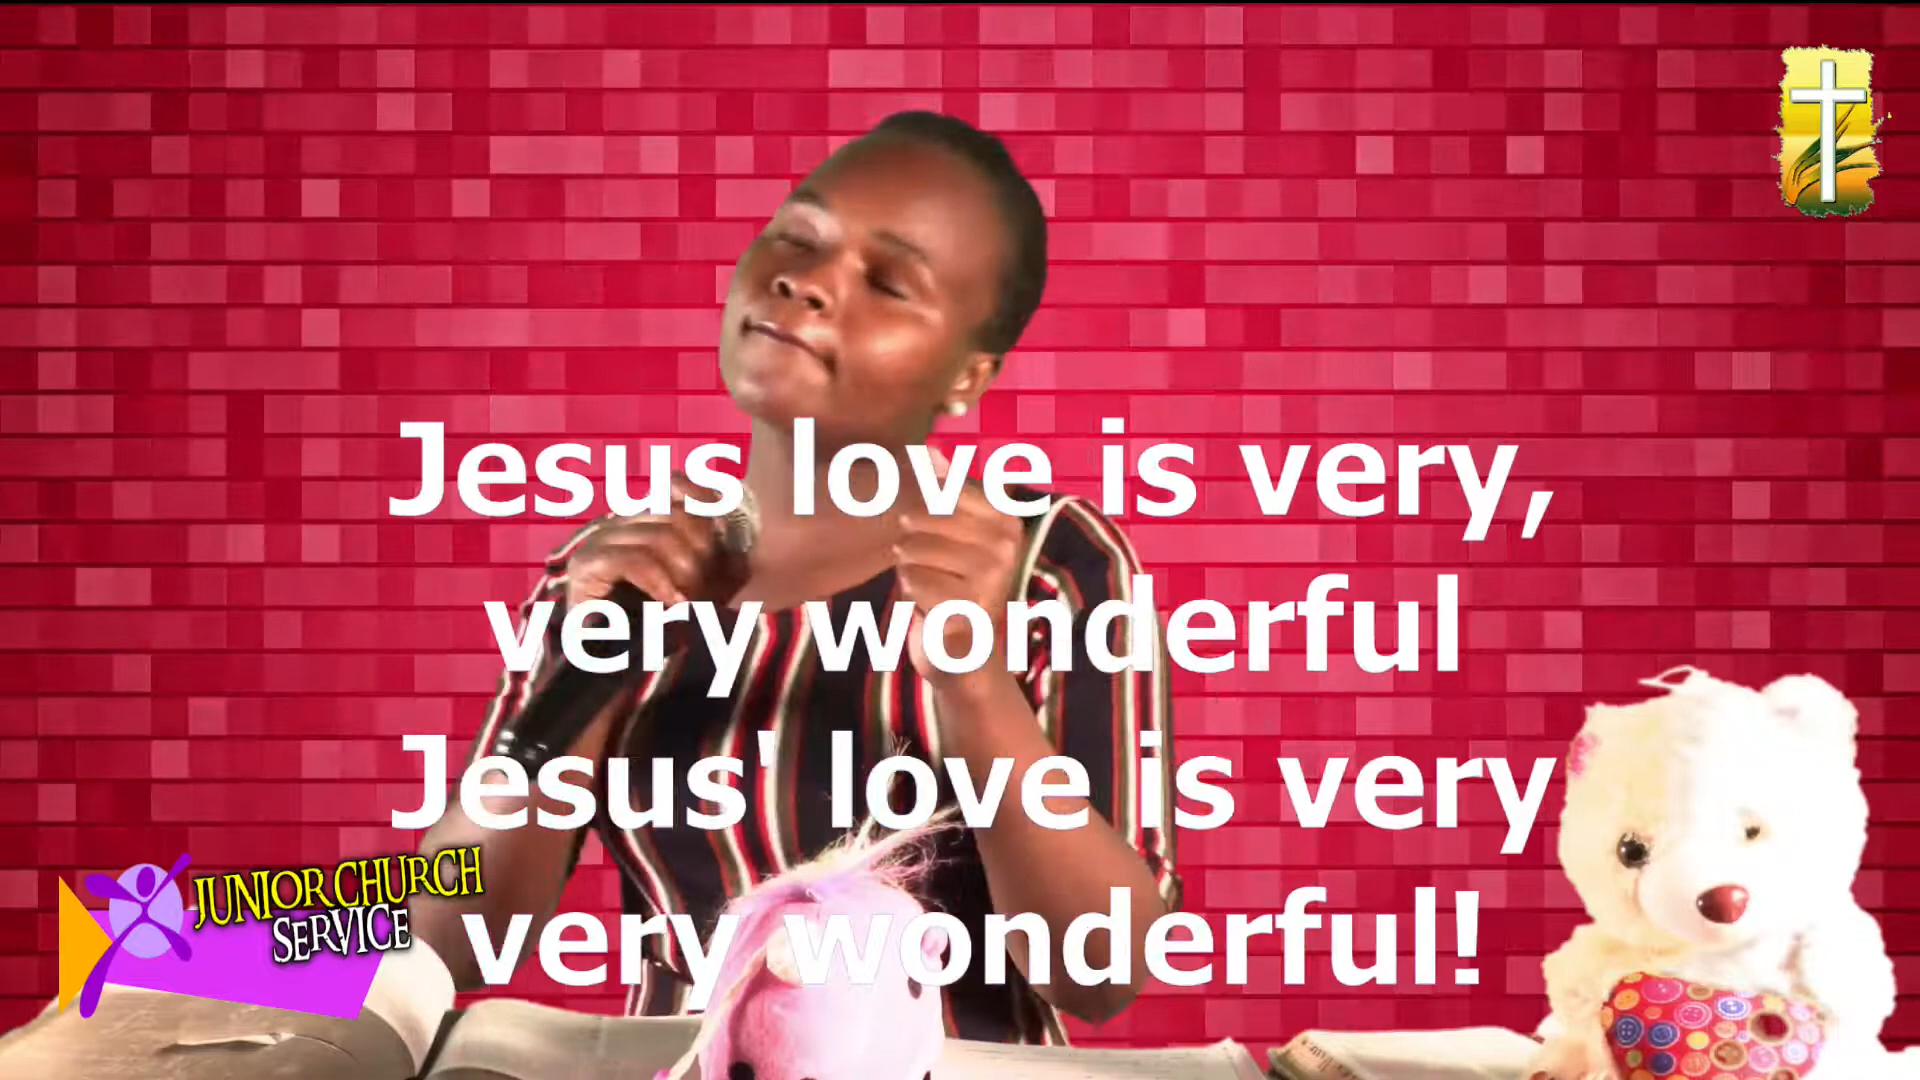 Jesus love is very,
very wonderful
Jesus' love is very
very wonderful!
JUNIOR CHURCH
SERVICE